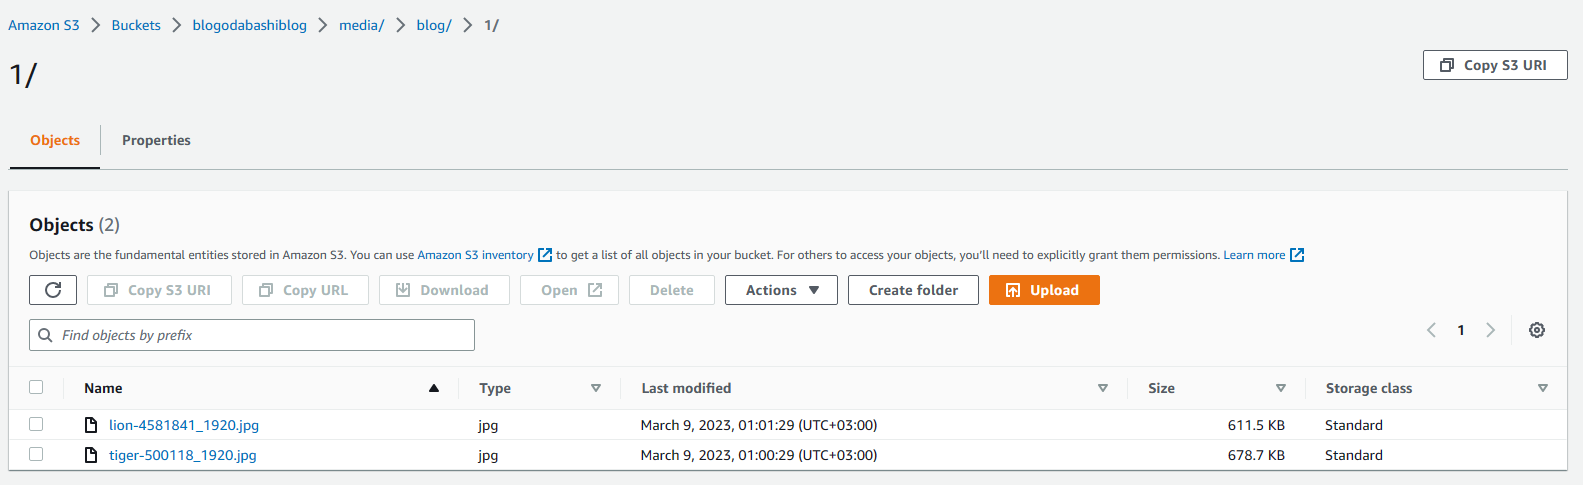 Amazon S3 > Buckets > blogodabashiblog > media/ > blog/ > 1/
1/
Copy S3 URI
Objects Properties
Objects (2)
Objects are the fundamental entities stored in Amazon S3. You can use Amazon S3 inventory to get a list of all objects in your bucket. For others to access your objects, you'll need to explicitly grant them permissions. Learn more
Copy S3 URI Copy URL Download Open Delete Actions Create folder Upload
Find objects by prefix
1
Name Type Last modified Size Storage class
lion-4581841_1920.jpg jpg March 9, 2023, 01:01:29 (UTC+03:00) 611.5 KB Standard
tiger-500118_1920.jpg jpg March 9, 2023, 01:00:29 (UTC+03:00) 678.7 KB Standard